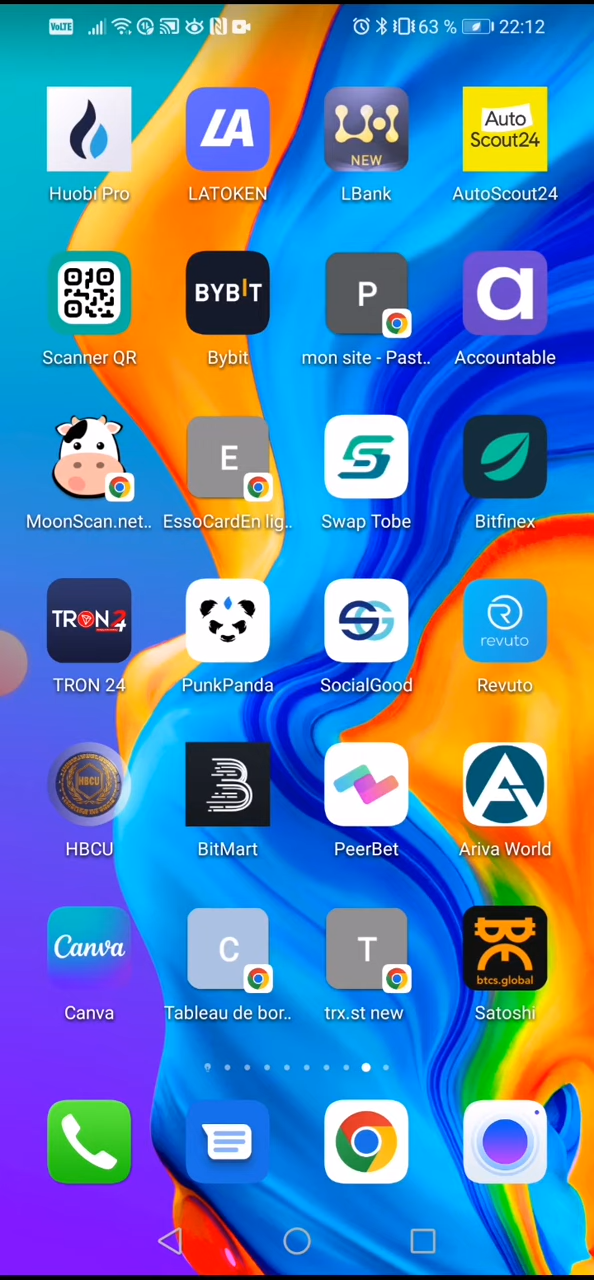 VoLTE
63 %
22:12
LA
NEW
Auto
Scout24
Huobi Pro
LATOKEN
LBank
AutoScout24
BYBIT
P
a
Scanner QR
Bybit
mon site - Past..
Accountable
E
MoonScan.net..
EssoCardEn lig..
Swap Tobe
Bitfinex
TRON 24
revuto
TRON 24
PunkPanda
SocialGood
Revuto
HBCU
HBCU
BitMart
PeerBet
Ariva World
Canva
C
T
btcs.global
Canva
Tableau de bor..
trx.st new
Satoshi